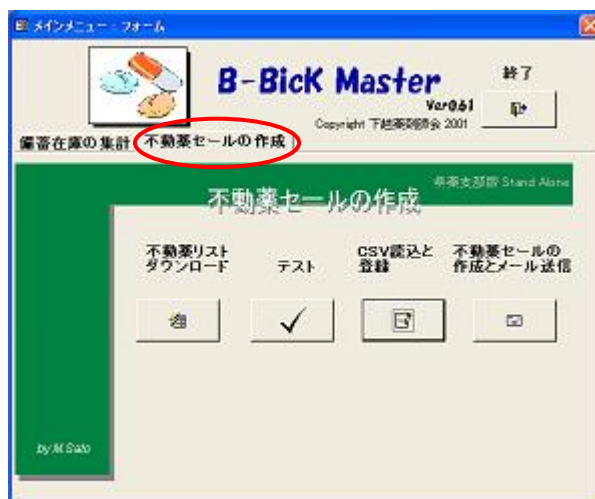 メインメニュー : フォーム
B-BicK Master
終了
Ver0.61
Copyright 下越薬剤師会 2001
備蓄在庫の集計
不動薬セールの作成
県薬支部版 Stand Alone
不動薬セールの作成
不動薬リスト
ダウンロード
テスト
CSV読込と
登録
不動薬セールの
作成とメール送信
by M.Sato